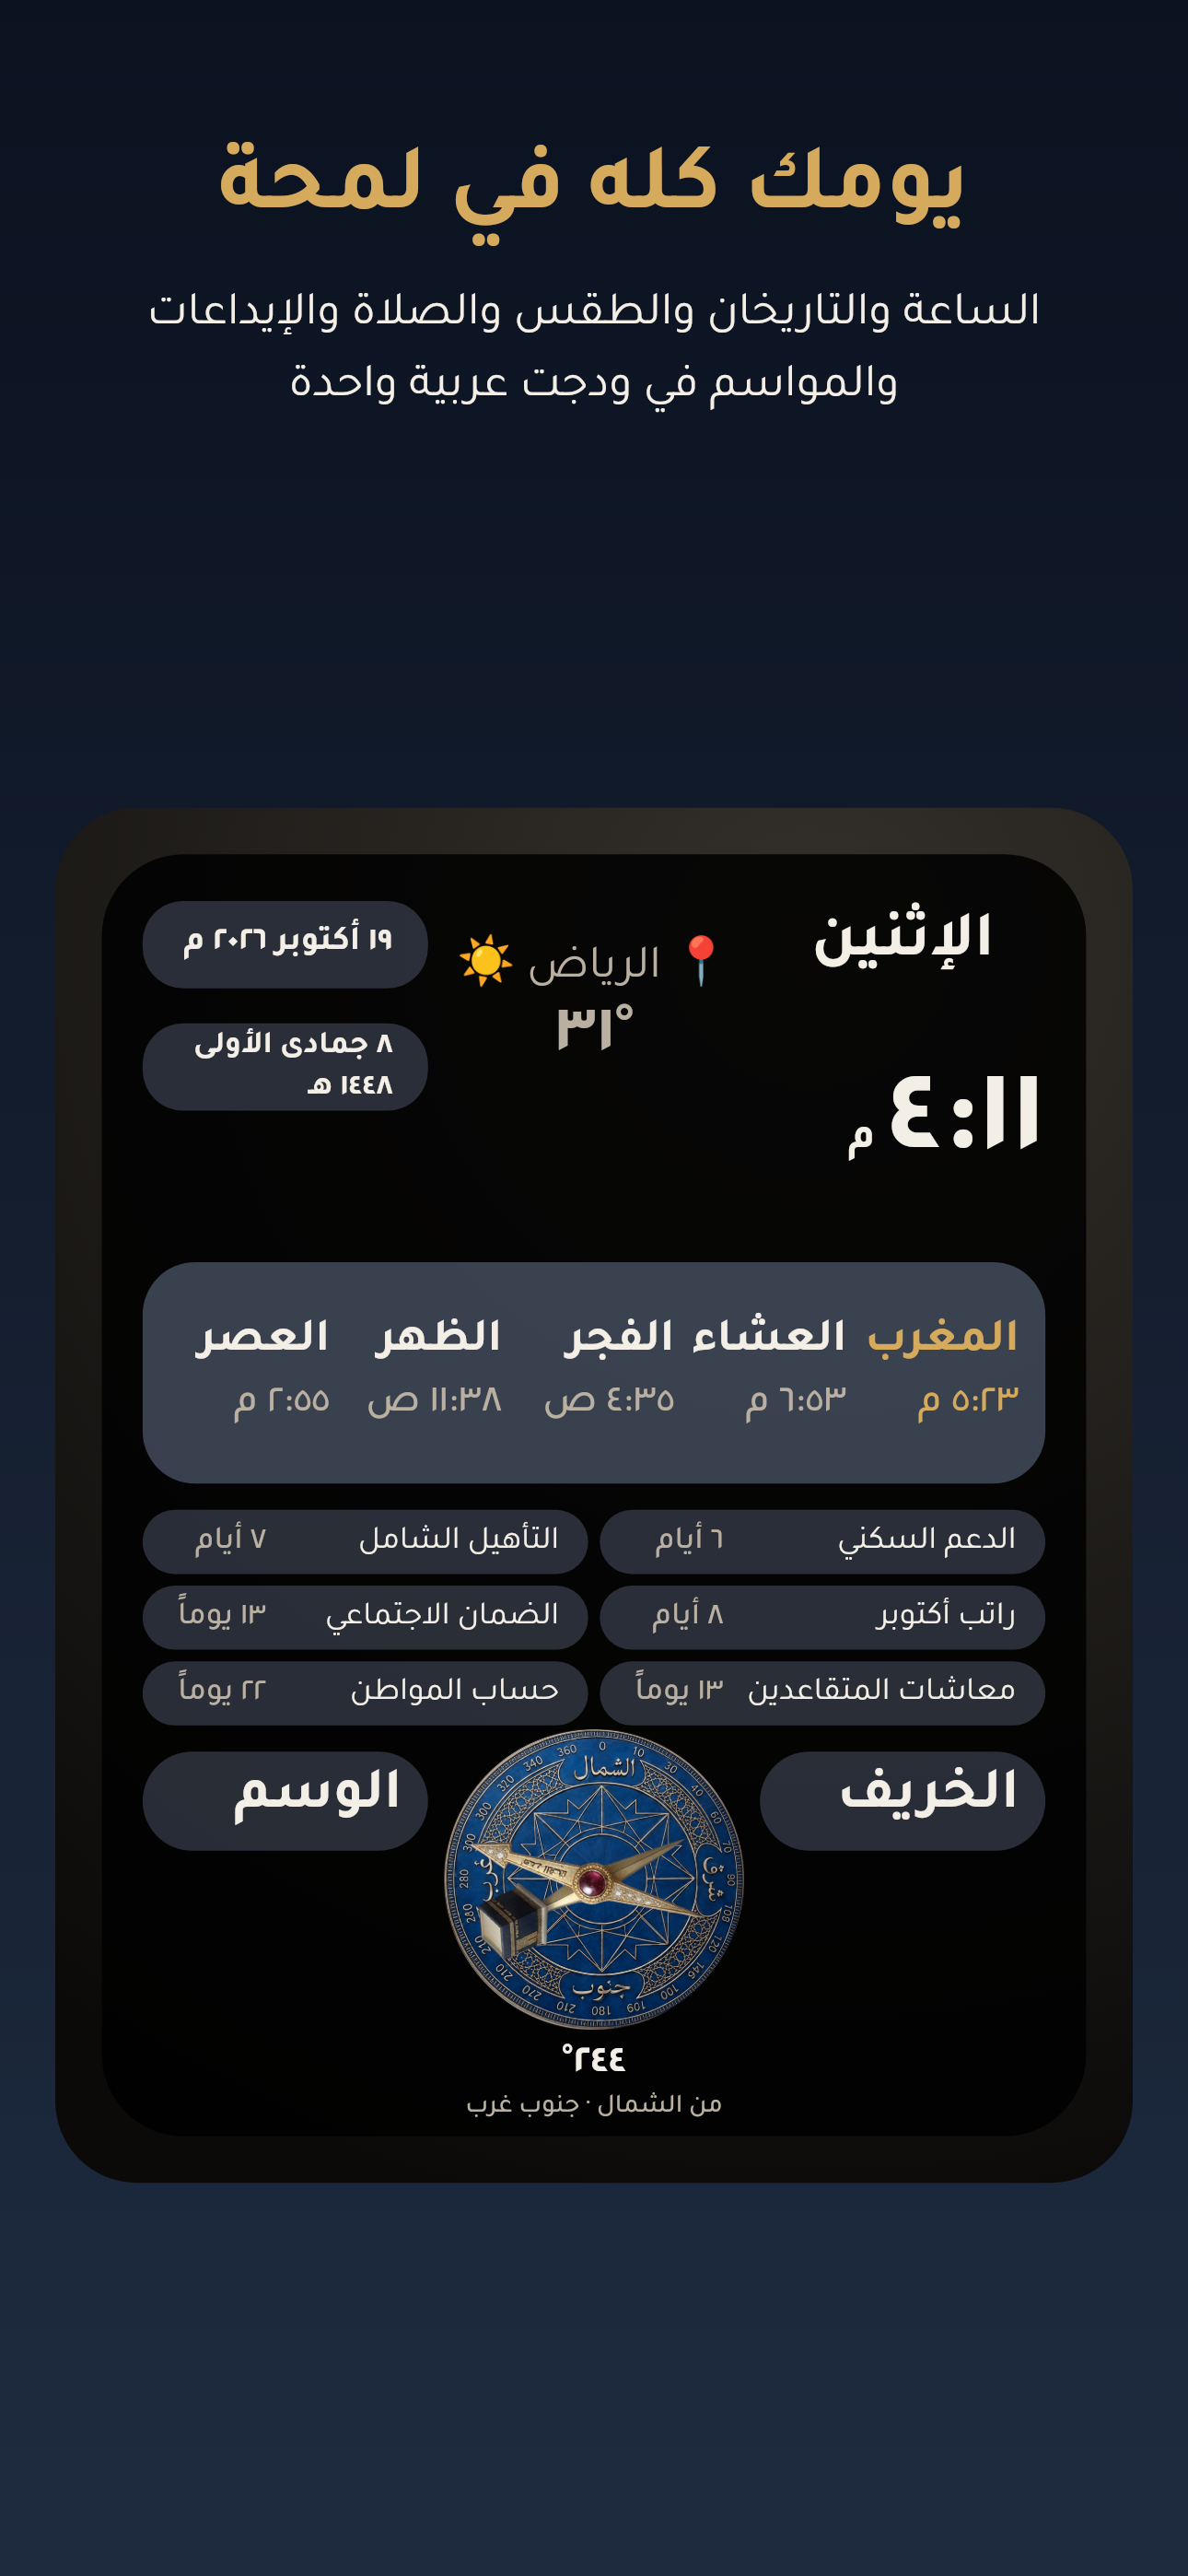 يومك كله في لمحة
الساعة والتاريخان والطقس والصلاة والإيداعات
والمواسم في ودجت عربية واحدة
الإثنين
📍 الرياض ☀️
٣١°
١٩ أكتوبر ٢٠٢٦ م
٨ جمادى الأولى
١٤٤٨ هـ
٤:١١ م
المغرب العشاء الفجر الظهر العصر
٥:٢٣ م ٦:٥٣ م ٤:٣٥ ص ١١:٣٨ ص ٢:٥٥ م
الدعم السكني ٦ أيام التأهيل الشامل ٧ أيام
راتب أكتوبر ٨ أيام الضمان الاجتماعي ١٣ يوماً
معاشات المتقاعدين ١٣ يوماً حساب المواطن ٢٢ يوماً
الخريف
الوسم
الشمال
شرق
غرب
جنوب
٢٤٤°
من الشمال · جنوب غرب